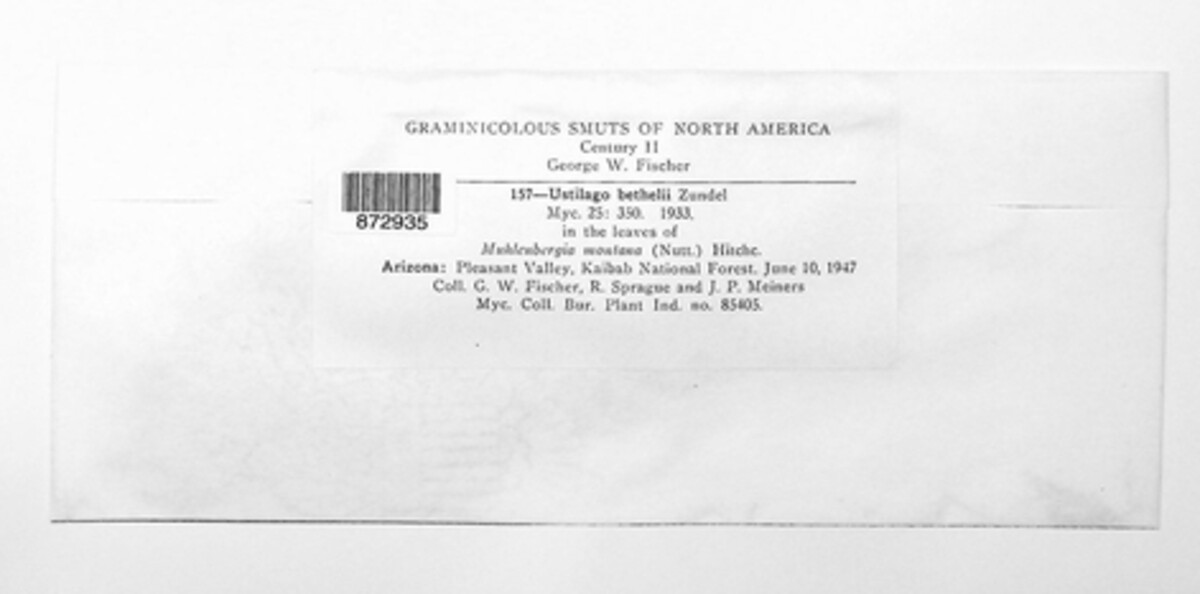 GRAMINICOLOUS SMUTS OF NORTH AMERICA
Century II
George W. Fischer
872935
157—Ustilago bethelii Zundel
Myc. 25: 350. 1933.
in the leaves of
Muhlenbergia montana (Nutt.) Hitchc.
Arizona: Pleasant Valley, Kaibab National Forest. June 10, 1947
Coll. G. W. Fischer, R. Sprague and J. P. Meiners
Myc. Coll. Bur. Plant Ind. no. 85405.